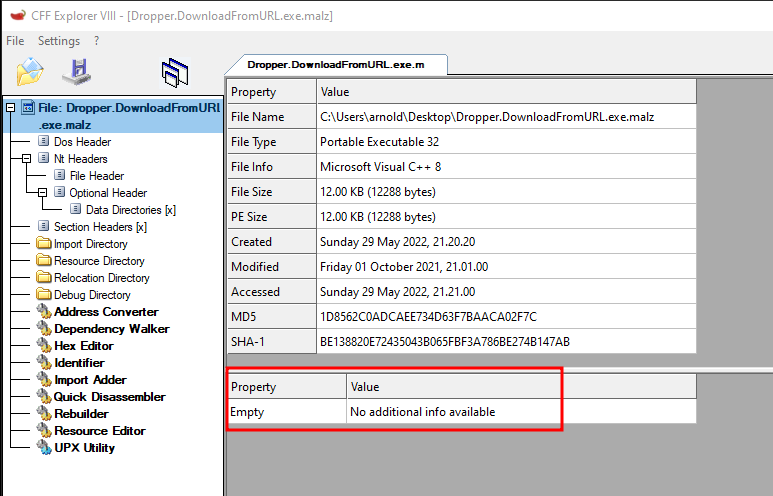 CFF Explorer VIII - [Dropper.DownloadFromURL.exe.malz]
File Settings ?
Dropper.DownloadFromURL.exe.m
File: Dropper.DownloadFromURL
.exe.malz
Dos Header
Nt Headers
File Header
Optional Header
Data Directories [x]
Section Headers [x]
Import Directory
Resource Directory
Relocation Directory
Debug Directory
Address Converter
Dependency Walker
Hex Editor
Identifier
Import Adder
Quick Disassembler
Rebuilder
Resource Editor
UPX Utility
Property Value
File Name C:\Users\arnold\Desktop\Dropper.DownloadFromURL.exe.malz
File Type Portable Executable 32
File Info Microsoft Visual C++ 8
File Size 12.00 KB (12288 bytes)
PE Size 12.00 KB (12288 bytes)
Created Sunday 29 May 2022, 21.20.20
Modified Friday 01 October 2021, 21.01.00
Accessed Sunday 29 May 2022, 21.21.00
MD5 1D8562C0ADCAEE734D63F7BAACA02F7C
SHA-1 BE138820E72435043B065FBF3A786BE274B147AB
Property Value
Empty No additional info available